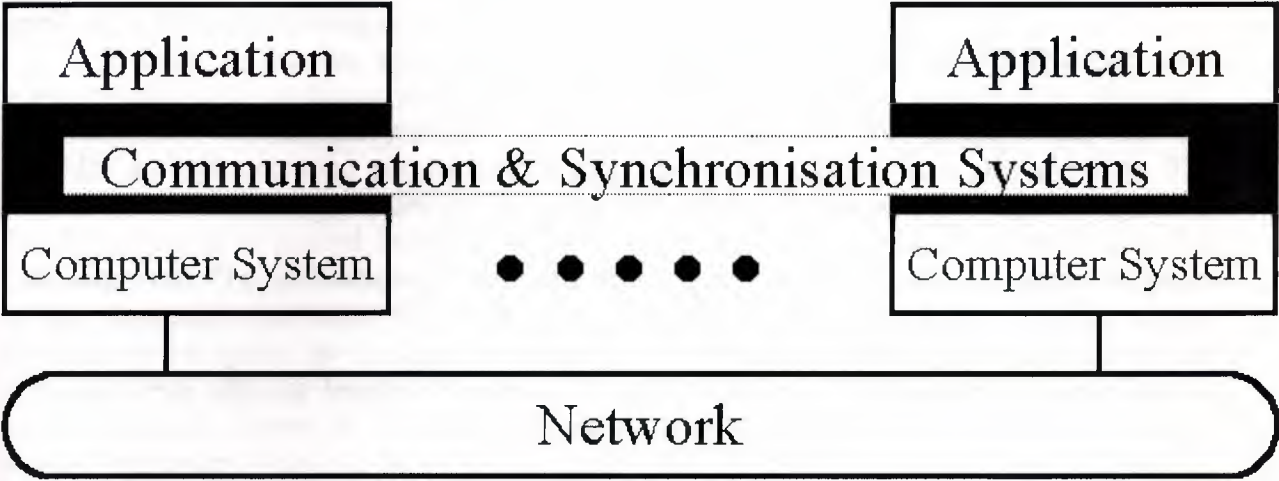 Application Application
Communication & Synchronisation Systems
Computer System Computer System
Network